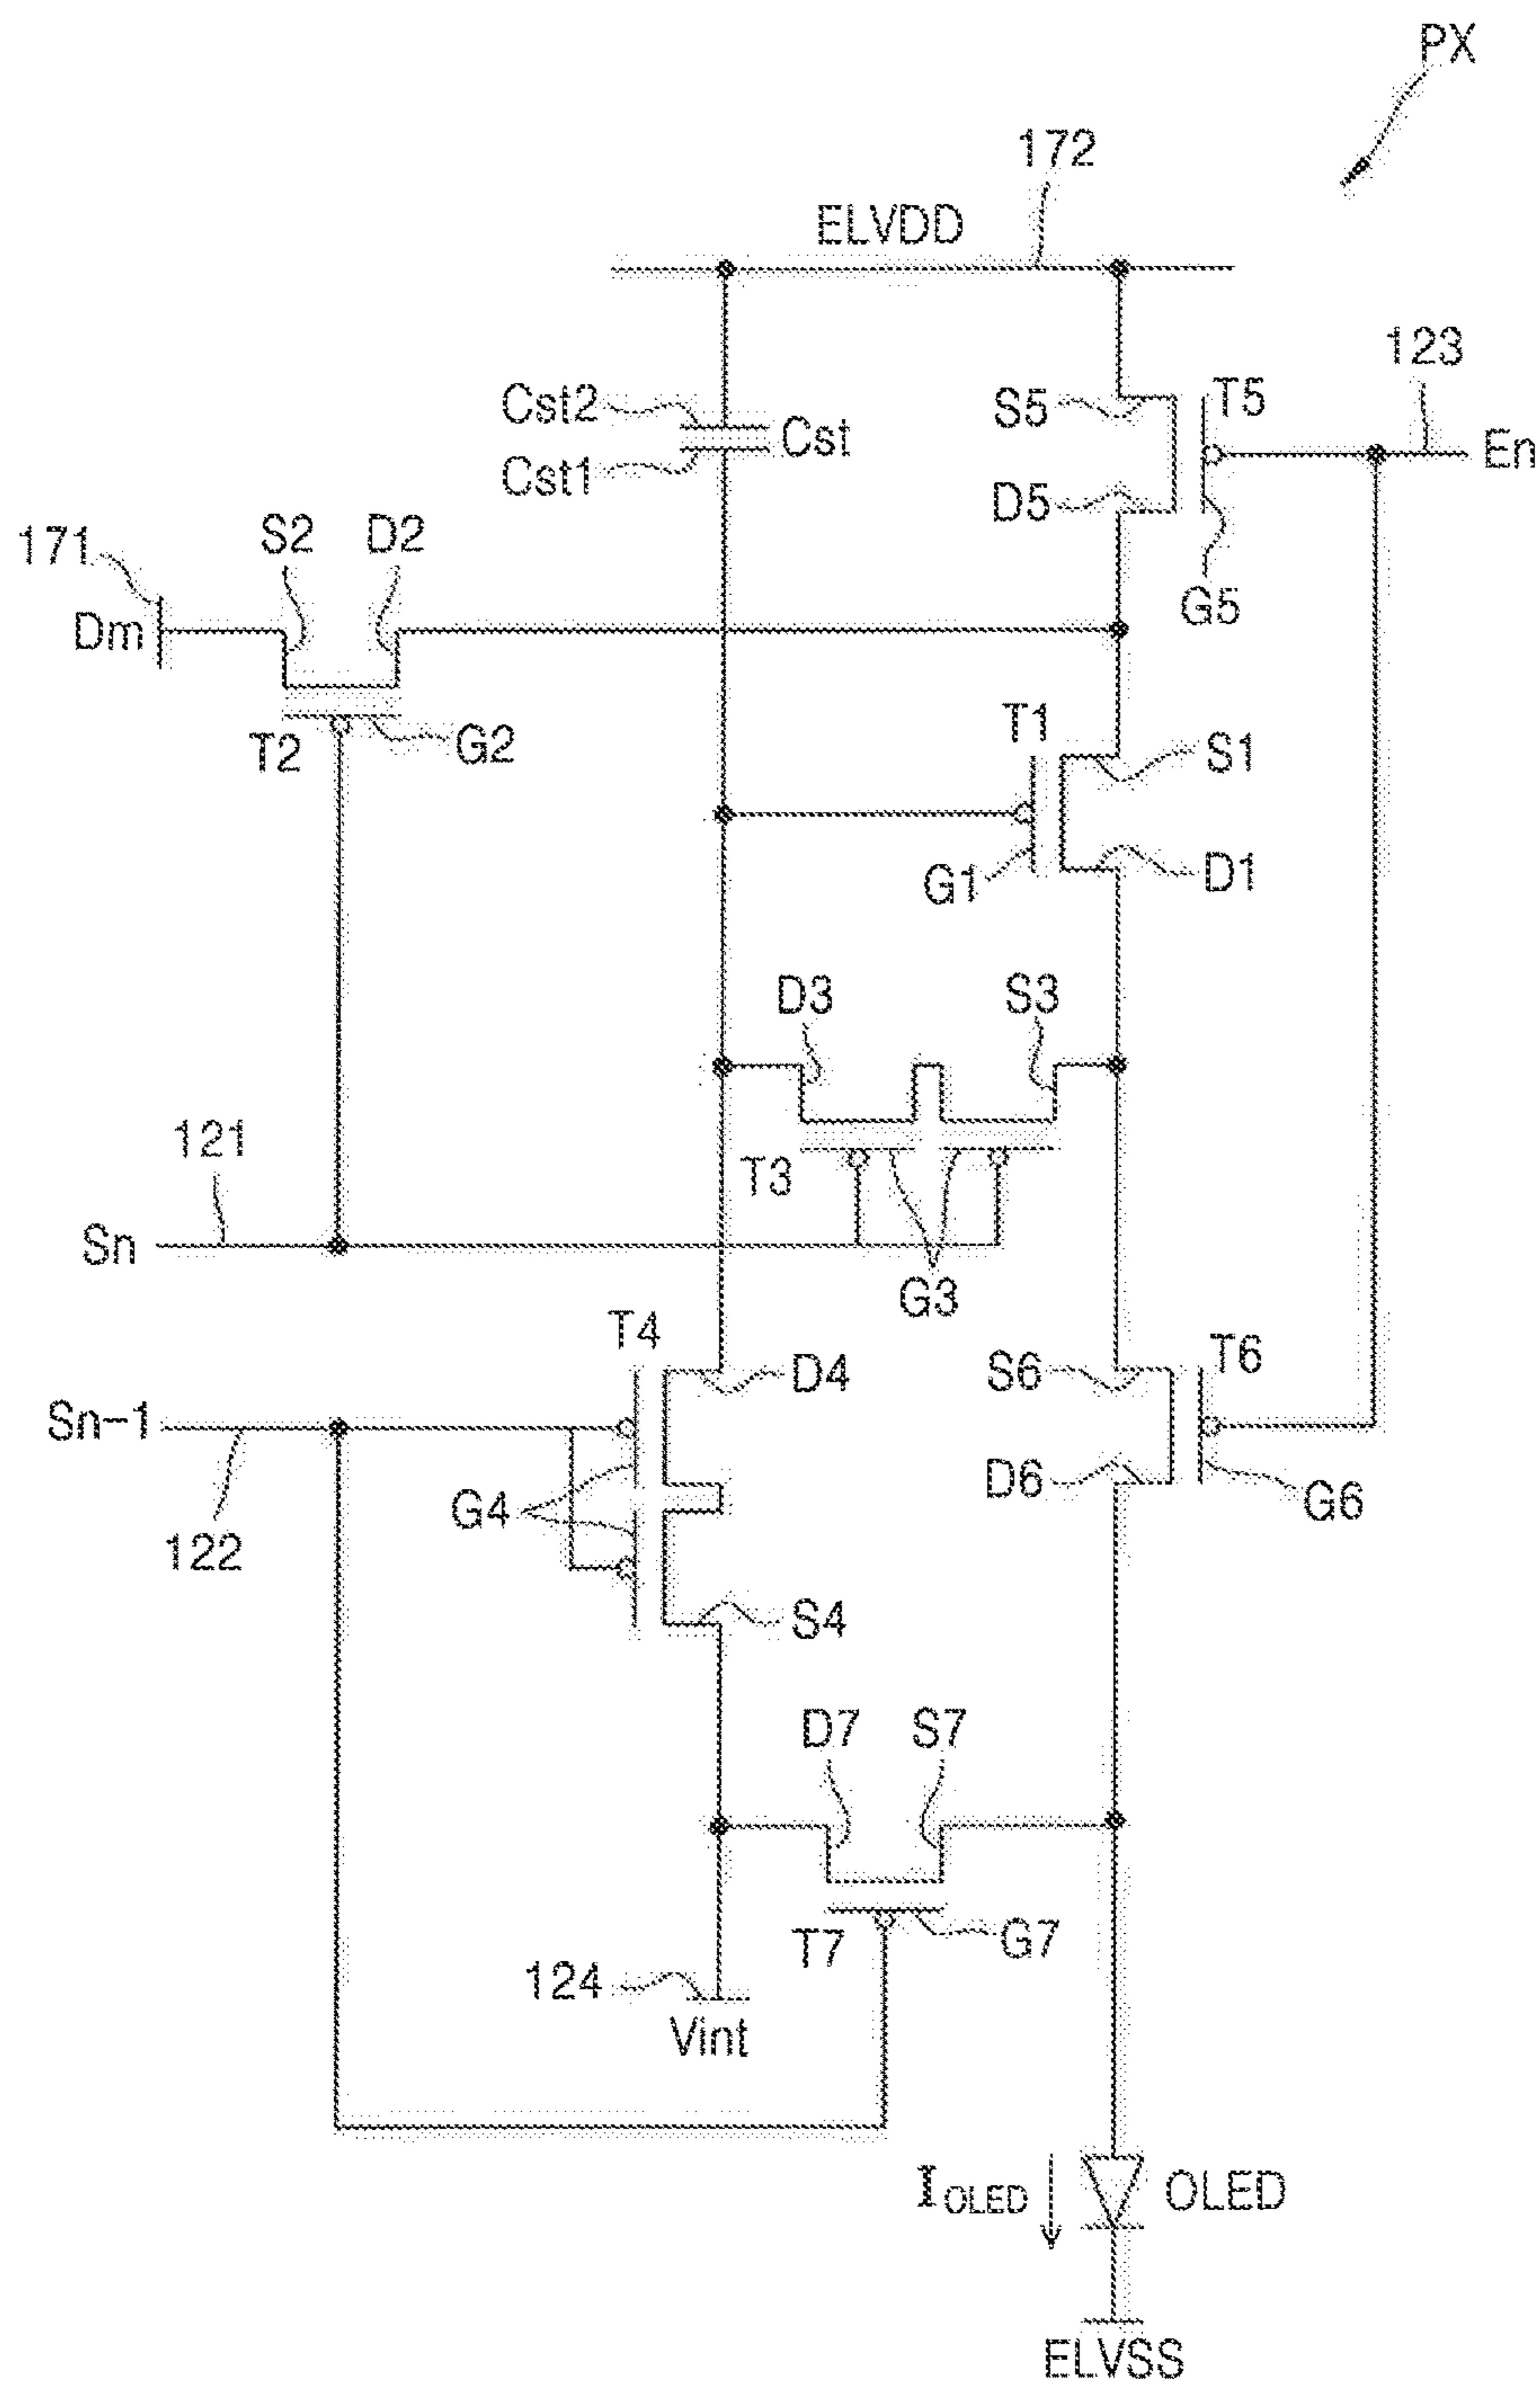 PX
172
ELVDD
123
Cst2
Cst
Cst1
S5
T5
En
D5
G5
171
S2
D2
Dm
T2
G2
T1
S1
G1
D1
D3
S3
121
T3
Sn
G3
T4
D4
S6
T6
Sn-1
G4
D6
G6
122
S4
D7
S7
T7
G7
124
Vint
IOLED
OLED
ELVSS